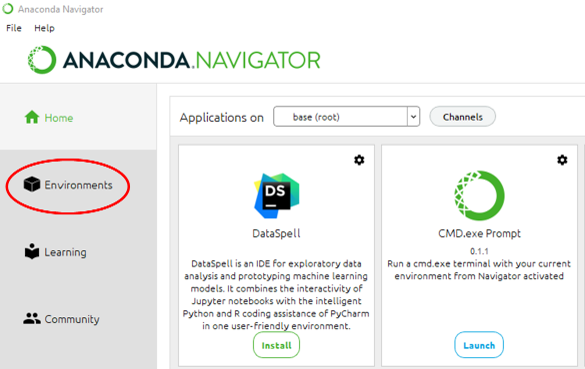 Anaconda Navigator
File Help
ANACONDA.NAVIGATOR
Home
Applications on base (root) Channels
Environments
Learning
Community
DS
DataSpell
DataSpell is an IDE for exploratory data
analysis and prototyping machine learning
models. It combines the interactivity of
Jupyter notebooks with the intelligent
Python and R coding assistance of PyCharm
in one user-friendly environment.
Install
CMD.exe Prompt
0.1.1
Run a cmd.exe terminal with your current
environment from Navigator activated
Launch